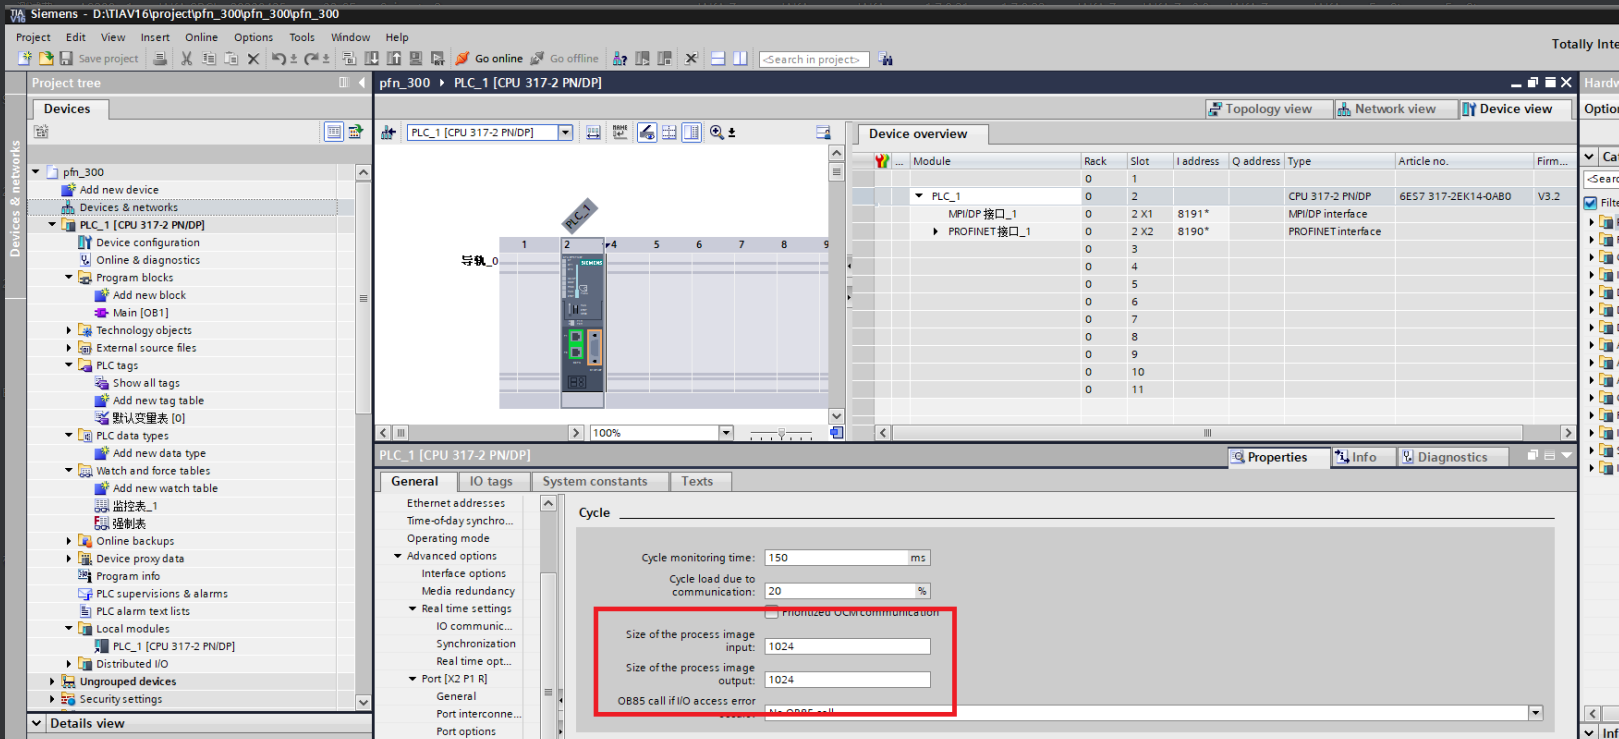 Siemens - D:\TIAV16\project\pfn_300\pfn_300\pfn_300
Project Edit View Insert Online Options Tools Window Help
Totally Inte
Save project Go online Go offline <Search in project>
Project tree
pfn_300 PLC_1 [CPU 317-2 PN/DP]
Hardw
Devices
Topology view Network view Device view
Optio
PLC_1 [CPU 317-2 PN/DP]
Device overview
Devices & networks
pfn_300
Add new device
Devices & networks
PLC_1 [CPU 317-2 PN/DP]
Device configuration
Online & diagnostics
Program blocks
Add new block
Main [OB1]
Technology objects
External source files
PLC tags
Show all tags
Add new tag table
默认变量表 [0]
PLC data types
Add new data type
Watch and force tables
Add new watch table
监控表_1
强制表
Online backups
Device proxy data
Program info
PLC supervisions & alarms
PLC alarm text lists
Local modules
PLC_1 [CPU 317-2 PN/DP]
Distributed I/O
Ungrouped devices
Security settings
Details view
PLC_1
1 2 4 5 6 7 8 9
导轨_0
SIEMENS
100%
... Module Rack Slot I address Q address Type Article no. Firm...
0 1
PLC_1 0 2 CPU 317-2 PN/DP 6ES7 317-2EK14-0AB0 V3.2
MPI/DP 接口_1 0 2 X1 8191* MPI/DP interface
PROFINET接口_1 0 2 X2 8190* PROFINET interface
0 3
0 4
0 5
0 6
0 7
0 8
0 9
0 10
0 11
Cat
<Searc
Filte
PLC_1 [CPU 317-2 PN/DP]
Properties Info Diagnostics
General IO tags System constants Texts
Ethernet addresses
Time-of-day synchro...
Operating mode
Advanced options
Interface options
Media redundancy
Real time settings
IO communic...
Synchronization
Real time opt...
Port [X2 P1 R]
General
Port interconne...
Port options
Cycle
Cycle monitoring time: 150 ms
Cycle load due to
communication: 20 %
Prioritized OCM communication
Size of the process image
input: 1024
Size of the process image
output: 1024
OB85 call if I/O access error
No OB85 call
Inf